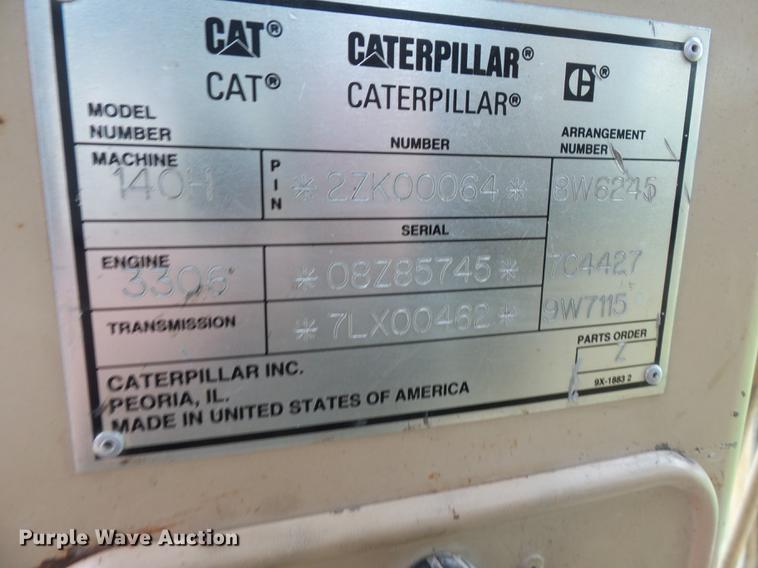 CAT® CATERPILLAR® ®
CAT® CATERPILLAR®
MODEL NUMBER NUMBER ARRANGEMENT NUMBER
MACHINE 140H PIN *2ZK00064* 8W6245
SERIAL
ENGINE 3306 *08Z85745* 7C4427
TRANSMISSION *7LX00462* 9W7115
PARTS ORDER
Z
CATERPILLAR INC.
PEORIA, IL.
MADE IN UNITED STATES OF AMERICA
9X-1883 2
Purple Wave Auction